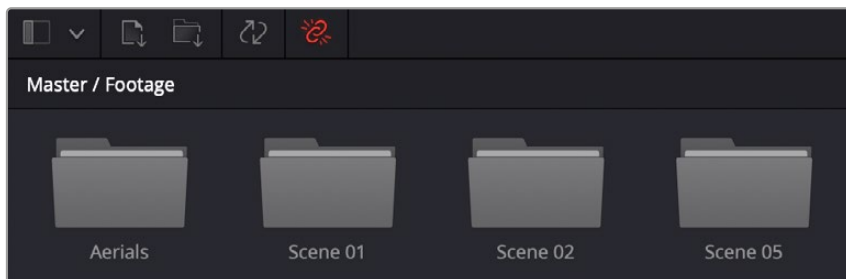 Master / Footage
Aerials
Scene 01
Scene 02
Scene 05